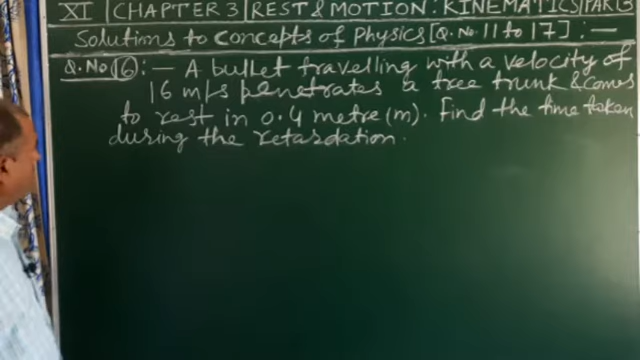 XI | CHAPTER 3 | REST & MOTION : KINEMATICS | PART 3
Solutions to Concepts of Physics [Q. No. 11 to 17] : —
Q. No. 16 : — A bullet travelling with a velocity of
16 m/s penetrates a tree trunk & comes
to rest in 0.4 metre (m). Find the time taken
during the retardation.